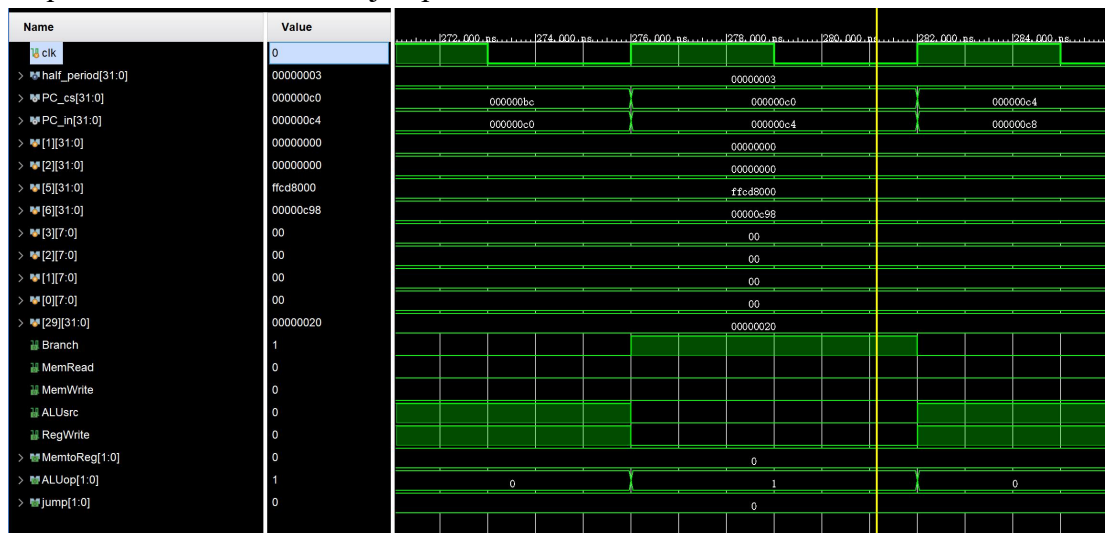 Name Value
272.000 ns 274.000 ns 276.000 ns 278.000 ns 280.000 ns 282.000 ns 284.000 ns
clk 0
half_period[31:0] 00000003 00000003
PC_cs[31:0] 000000c0 000000bc 000000c0 000000c4
PC_in[31:0] 000000c4 000000c0 000000c4 000000c8
[1][31:0] 00000000 00000000
[2][31:0] 00000000 00000000
[5][31:0] ffcd8000 ffcd8000
[6][31:0] 00000c98 00000c98
[3][7:0] 00 00
[2][7:0] 00 00
[1][7:0] 00 00
[0][7:0] 00 00
[29][31:0] 00000020 00000020
Branch 1
MemRead 0
MemWrite 0
ALUsrc 0
RegWrite 0
MemtoReg[1:0] 0 0
ALUop[1:0] 1 0 1 0
jump[1:0] 0 0